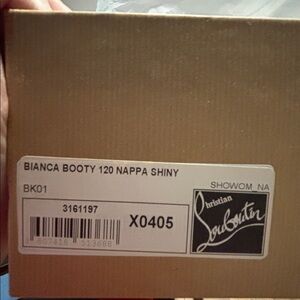 BIANCA BOOTY 120 NAPPA SHINY
BK01
SHOWOM_NA
3161197
X0405
Christian
Louboutin